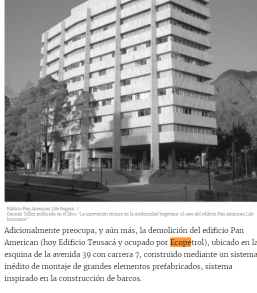 Edificio Pan American Life Bogotá |
Germán Téllez publicada en el libro "La innovación técnica en la modernidad bogotana: el caso del edificio Pan American Life
Insurance"
Adicionalmente preocupa, y aún más, la demolición del edificio Pan
American (hoy Edificio Teusacá y ocupado por Ecopetrol), ubicado en la
esquina de la avenida 39 con carrera 7, construido mediante un sistema
inédito de montaje de grandes elementos prefabricados, sistema
inspirado en la construcción de barcos.